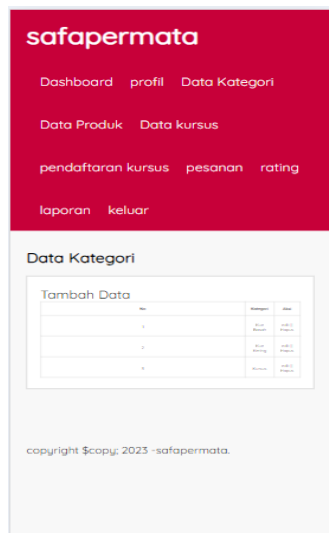 safapermata
Dashboard profil Data Kategori
Data Produk Data kursus
pendaftaran kursus pesanan rating
laporan keluar
Data Kategori
Tambah Data
No Kategori Aksi
1
2
3 Kursus
copyright $copy; 2023 -safapermata.